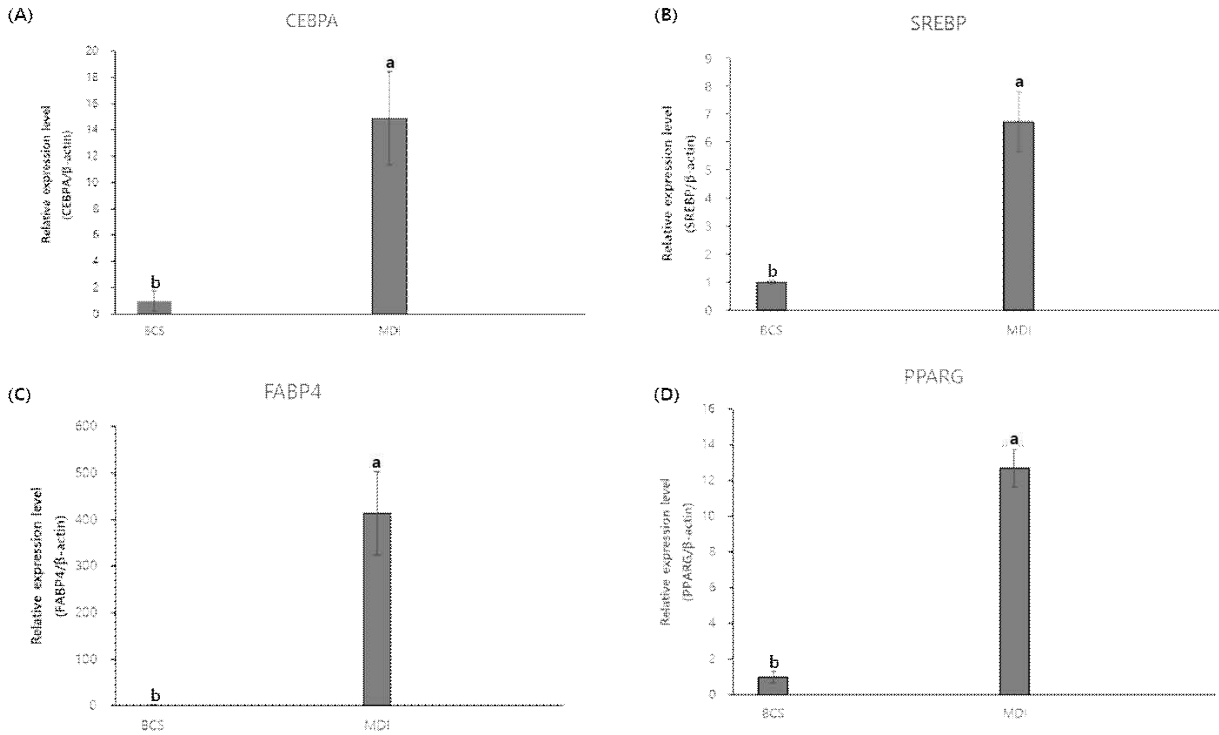 (A)
CEBPA
Relative expression level
(CEBPA/β-actin)
20
18
16
14
12
10
8
6
4
2
0
b
a
BCS
MDI
(B)
SREBP
Relative expression level
(SREBP/β-actin)
9
8
7
6
5
4
3
2
1
0
b
a
BCS
MDI
(C)
FABP4
Relative expression level
(FABP4/β-actin)
600
500
400
300
200
100
0
b
a
BCS
MDI
(D)
PPARG
Relative expression level
(PPARG/β-actin)
16
14
12
10
8
6
4
2
0
b
a
BCS
MDI